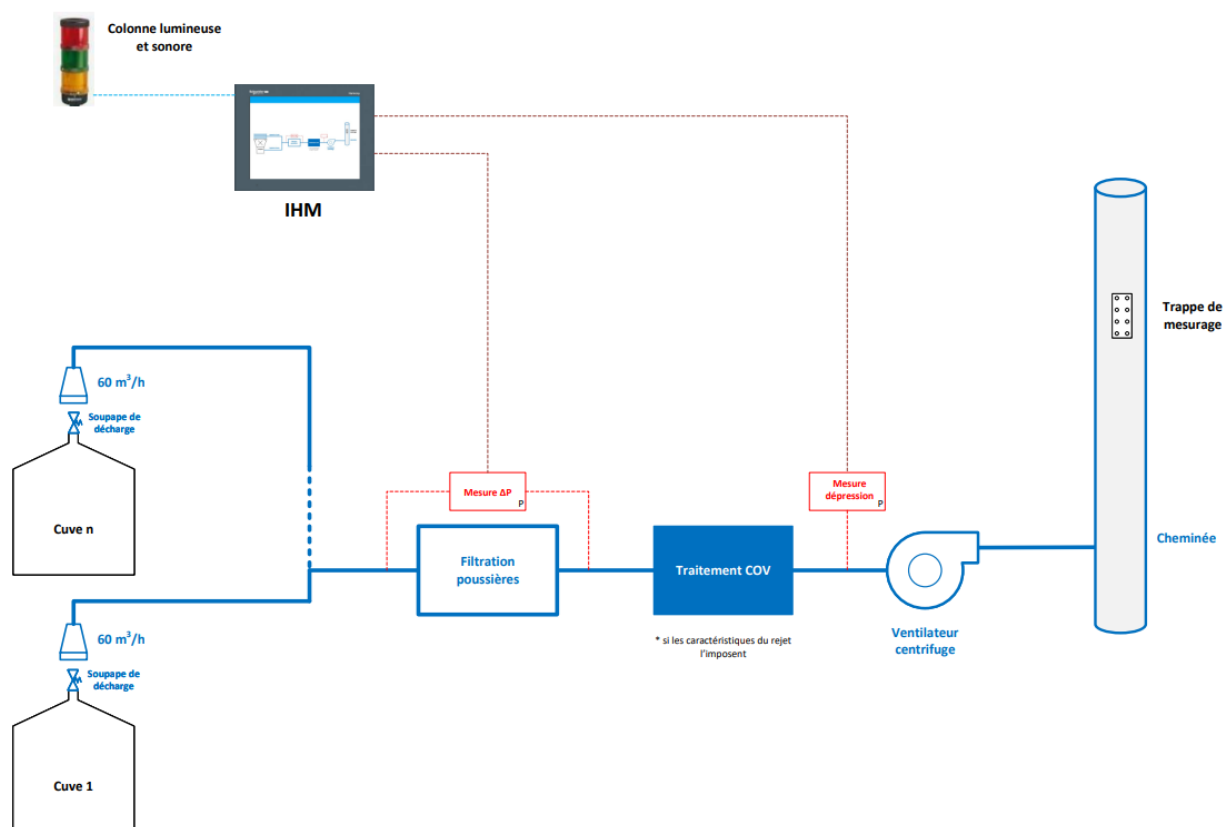 Colonne lumineuse
et sonore
IHM
Trappe de
mesurage
60 m³/h
Soupape de
décharge
Cuve n
Mesure ΔP
P
Mesure
dépression
P
Filtration
poussières
Traitement COV
Cheminée
* si les caractéristiques du rejet
l'imposent
Ventilateur
centrifuge
60 m³/h
Soupape de
décharge
Cuve 1